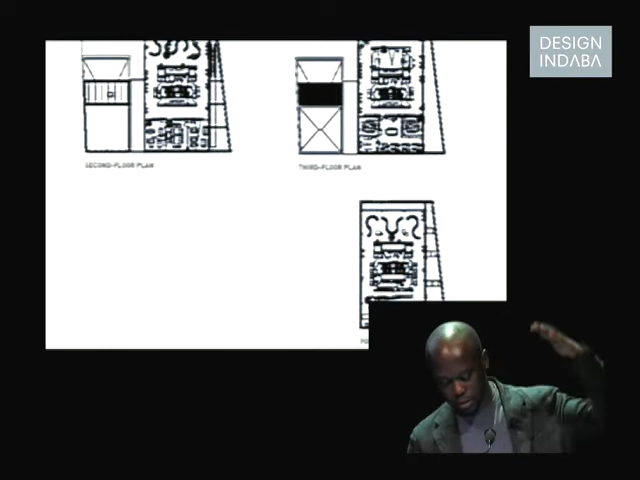 DESIGN
INDABA
SECOND-FLOOR PLAN
THIRD-FLOOR PLAN